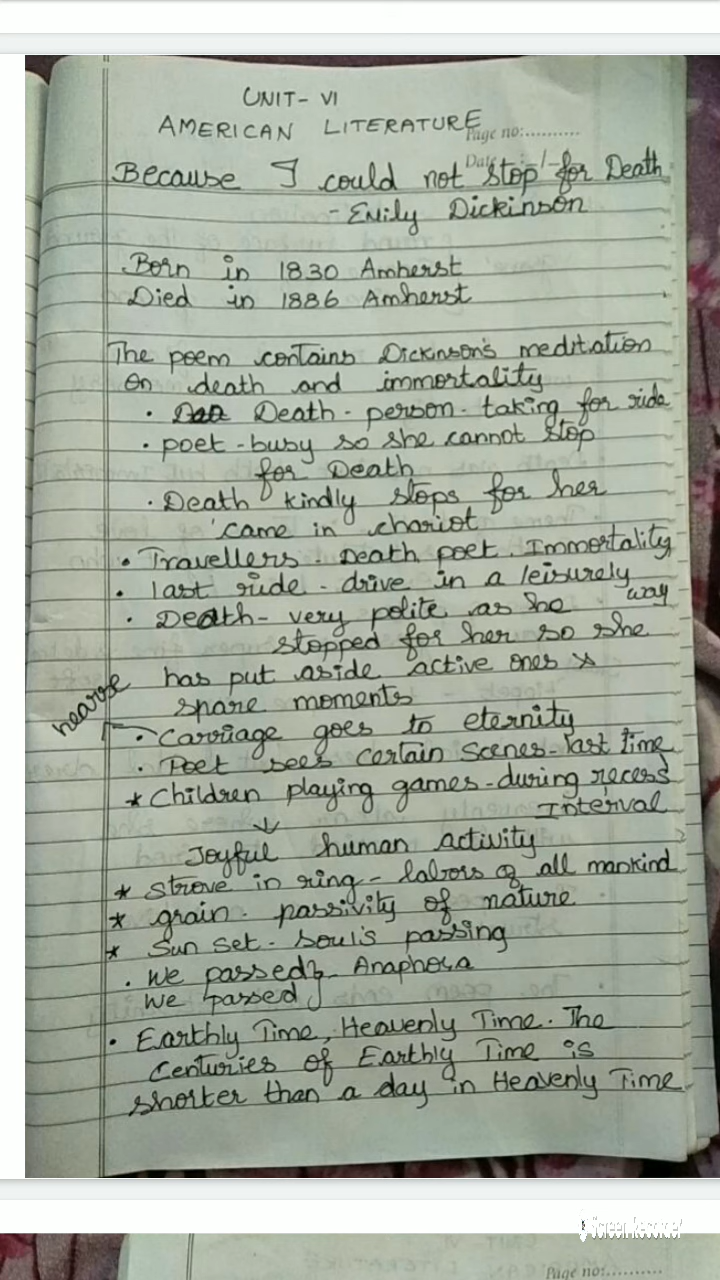 UNIT- VI
AMERICAN LITERATURE
Page no:..........
Date
Because I could not stop for Death
- Emily Dickinson
Born in 1830 Amherst
Died in 1886 Amherst
The poem contains Dickinson's meditation
on death and immortality
· Death - person - taking for ride
· poet - busy so she cannot stop
for Death
· Death kindly stops for her
came in chariot
· Travellers - Death poet . Immortality
· last ride - drive in a leisurely
way
· Death - very polite as he
stopped for her so she
has put aside active ones &
spare moments
hearse
· Carriage goes to eternity
· Poet sees certain scenes - last time
* Children playing games - during recess
Interval
↓
Joyful human activity
* strove in ring - labors of all mankind
* grain - passivity of nature
* Sun set - soul's passing
· We passed } - Anaphora
We passed
· Earthly Time, Heavenly Time. The
centuries of Earthly Time is
shorter than a day in Heavenly Time
Screen Recorder
Page no:..........